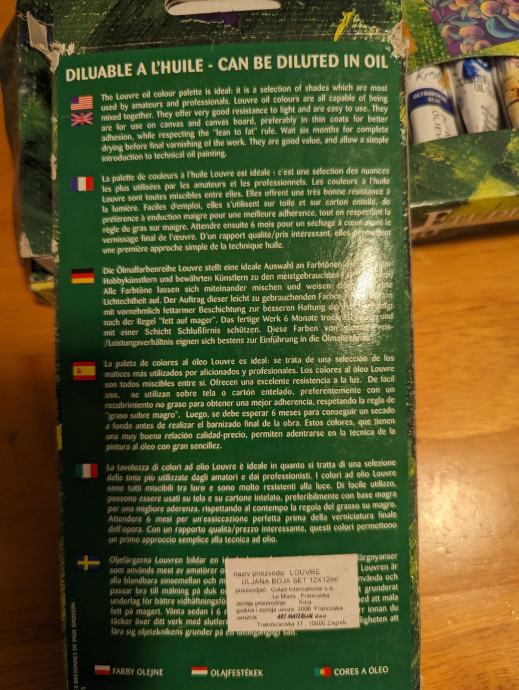 DILUABLE A L'HUILE - CAN BE DILUTED IN OIL
The Louvre oil colour palette is ideal: it is a selection of shades which are most
used by amateurs and professionals. Louvre oil colours are all capable of being
mixed together. They offer very good resistance to light and are easy to use. They
are for use on canvas and canvas board, preferably in thin coats for better
adhesion, while respecting the "lean to fat" rule. Wait six months for complete
drying before final varnishing of the work. They are good value, and allow a simple
introduction to technical oil painting.
La palette de couleurs à l'huile Louvre est idéale : c'est une sélection des nuances
les plus utilisées par les amateurs et les professionnels. Les couleurs à l'huile
Louvre sont toutes miscibles entre elles. Elles offrent une très bonne résistance à
la lumière. Faciles d'emploi, elles s'utilisent sur toile et sur carton entoilé, de
préférence à enduction maigre pour une meilleure adhérence, tout en respectant la
règle du gras sur maigre. Attendre ensuite 6 mois pour un séchage à cœur avant le
vernissage final de l'œuvre. D'un rapport qualité/prix intéressant, elles permettent
une première approche simple de la technique huile.
Die Ölmalfarbenreihe Louvre stellt eine ideale Auswahl an Farbtönen
Hobbykünstlern und bewährten Künstlern zu den meistgebrauchten
Alle Farbtöne lassen sich miteinander mischen und weisen
Lichtechtheit auf. Der Auftrag dieser leicht zu gebrauchenden Farben
mit vornehmlich fettarmer Beschichtung zur besseren Haftung
nach der Regel "fett auf mager". Das fertige Werk 6 Monate und
mit einer Schicht Schlußfirnis schützen. Diese Farben
/Leistungsverhältnis eignen sich bestens zur Einführung in die
La paleta de colores al óleo Louvre es ideal: se trata de una selección de los
matices más utilizados por aficionados y profesionales. Los colores al óleo Louvre
son todos miscibles entre sí. Ofrecen una excelente resistencia a la luz. De fácil
uso, se utilizan sobre tela o cartón entelado, preferentemente con un
recubrimiento no graso para obtener una mejor adherencia, respetando la regla de
"graso sobre magro". Luego, se debe esperar 6 meses para conseguir un secado
a fondo antes de realizar el barnizado final de la obra. Estos colores, que tienen
una muy buena relación calidad-precio, permiten adentrarse en la técnica de la
pintura al óleo con gran sencillez.
La tavolozza di colori ad olio Louvre è ideale in quanto si tratta di una selezione
delle tinte più utilizzate dagli amatori e dai professionisti. I colori ad olio Louvre
sono tutti miscibili tra loro e sono molto resistenti alla luce. Di facile utilizzo,
possono essere usati su tela e su cartone intelato, preferibilmente con base magra
per una migliore aderenza, rispettando al contempo la regola del grasso su magro.
Attendere 6 mesi per un'essiccazione perfetta prima della verniciatura finale
dell'opera. Con un rapporto qualità/prezzo interessante, questi colori permettono
un primo approccio semplice alla tecnica ad olio.
Oljefärgerna Louvren bildar en
som används mest av amatörer Louvren är
alla blandbara sinsemellan och använda och
passar bra till målning på duk grunderat
underlag för bättre vidhäftning med att måla
fett på magert. Vänta sedan i 6 innan du
täcker över ditt verk med
lära sig oljeteknikens grunder på
naziv proizvoda: LOUVRE
ULJANA BOJA SET 12X12ml
proizvodjač: Colart International s.a.
Le Mans, Francuska
zemlja proizvodnje: Kina
godina i zemlja uvoza: 2006 Francuska
uvoznik: ART MATERIJAL doo
Trakošćanska 17, 10000 Zagreb
FARBY OLEJNE
OLAJFESTÉKEK
CORES A ÓLEO